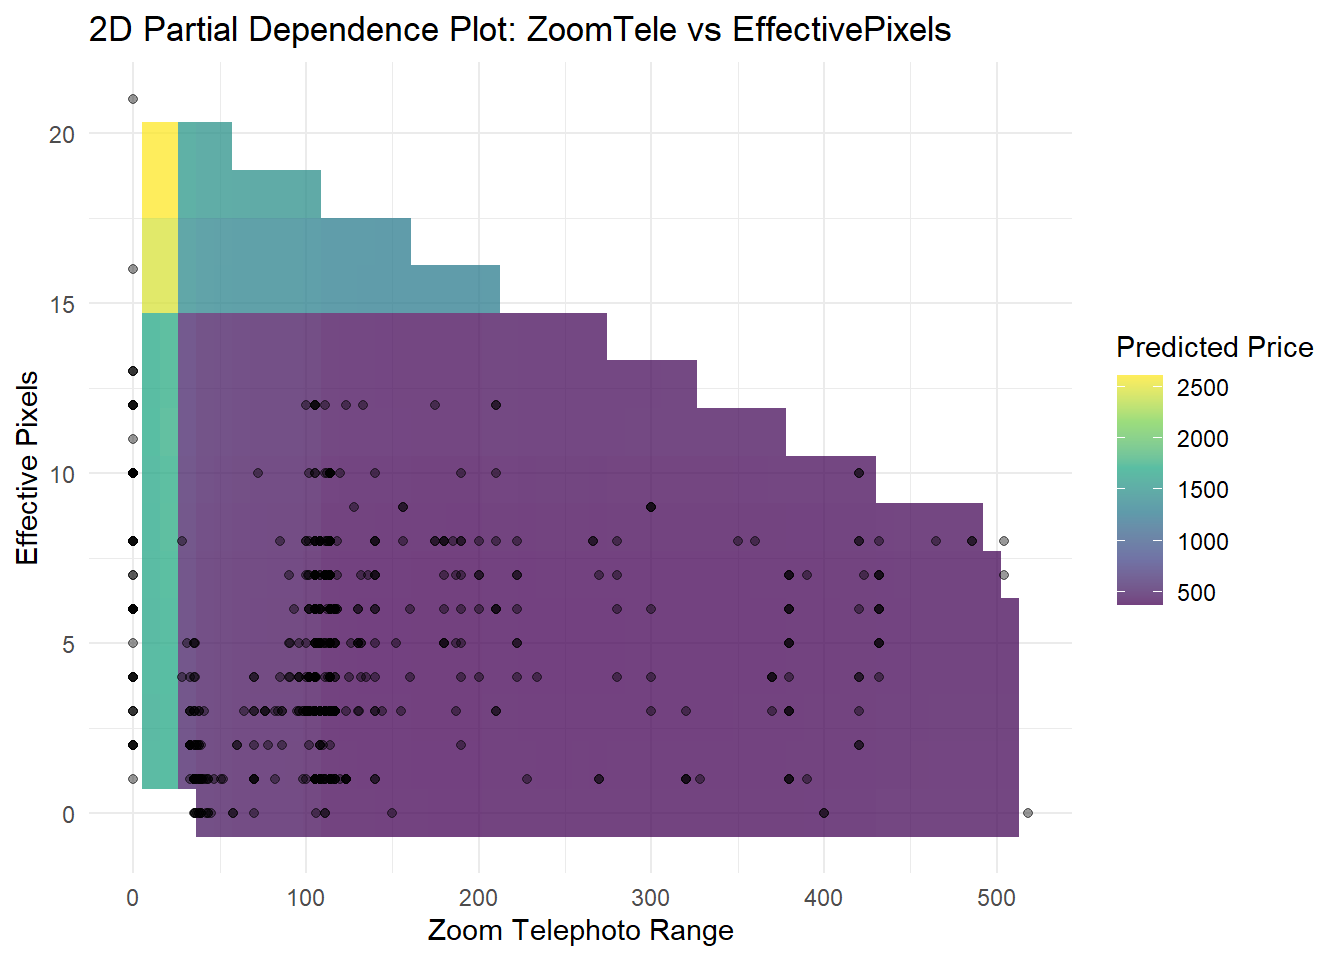 2D Partial Dependence Plot: ZoomTele vs EffectivePixels
Effective Pixels
20
15
10
5
0
0 100 200 300 400 500
Zoom Telephoto Range
Predicted Price
2500
2000
1500
1000
500